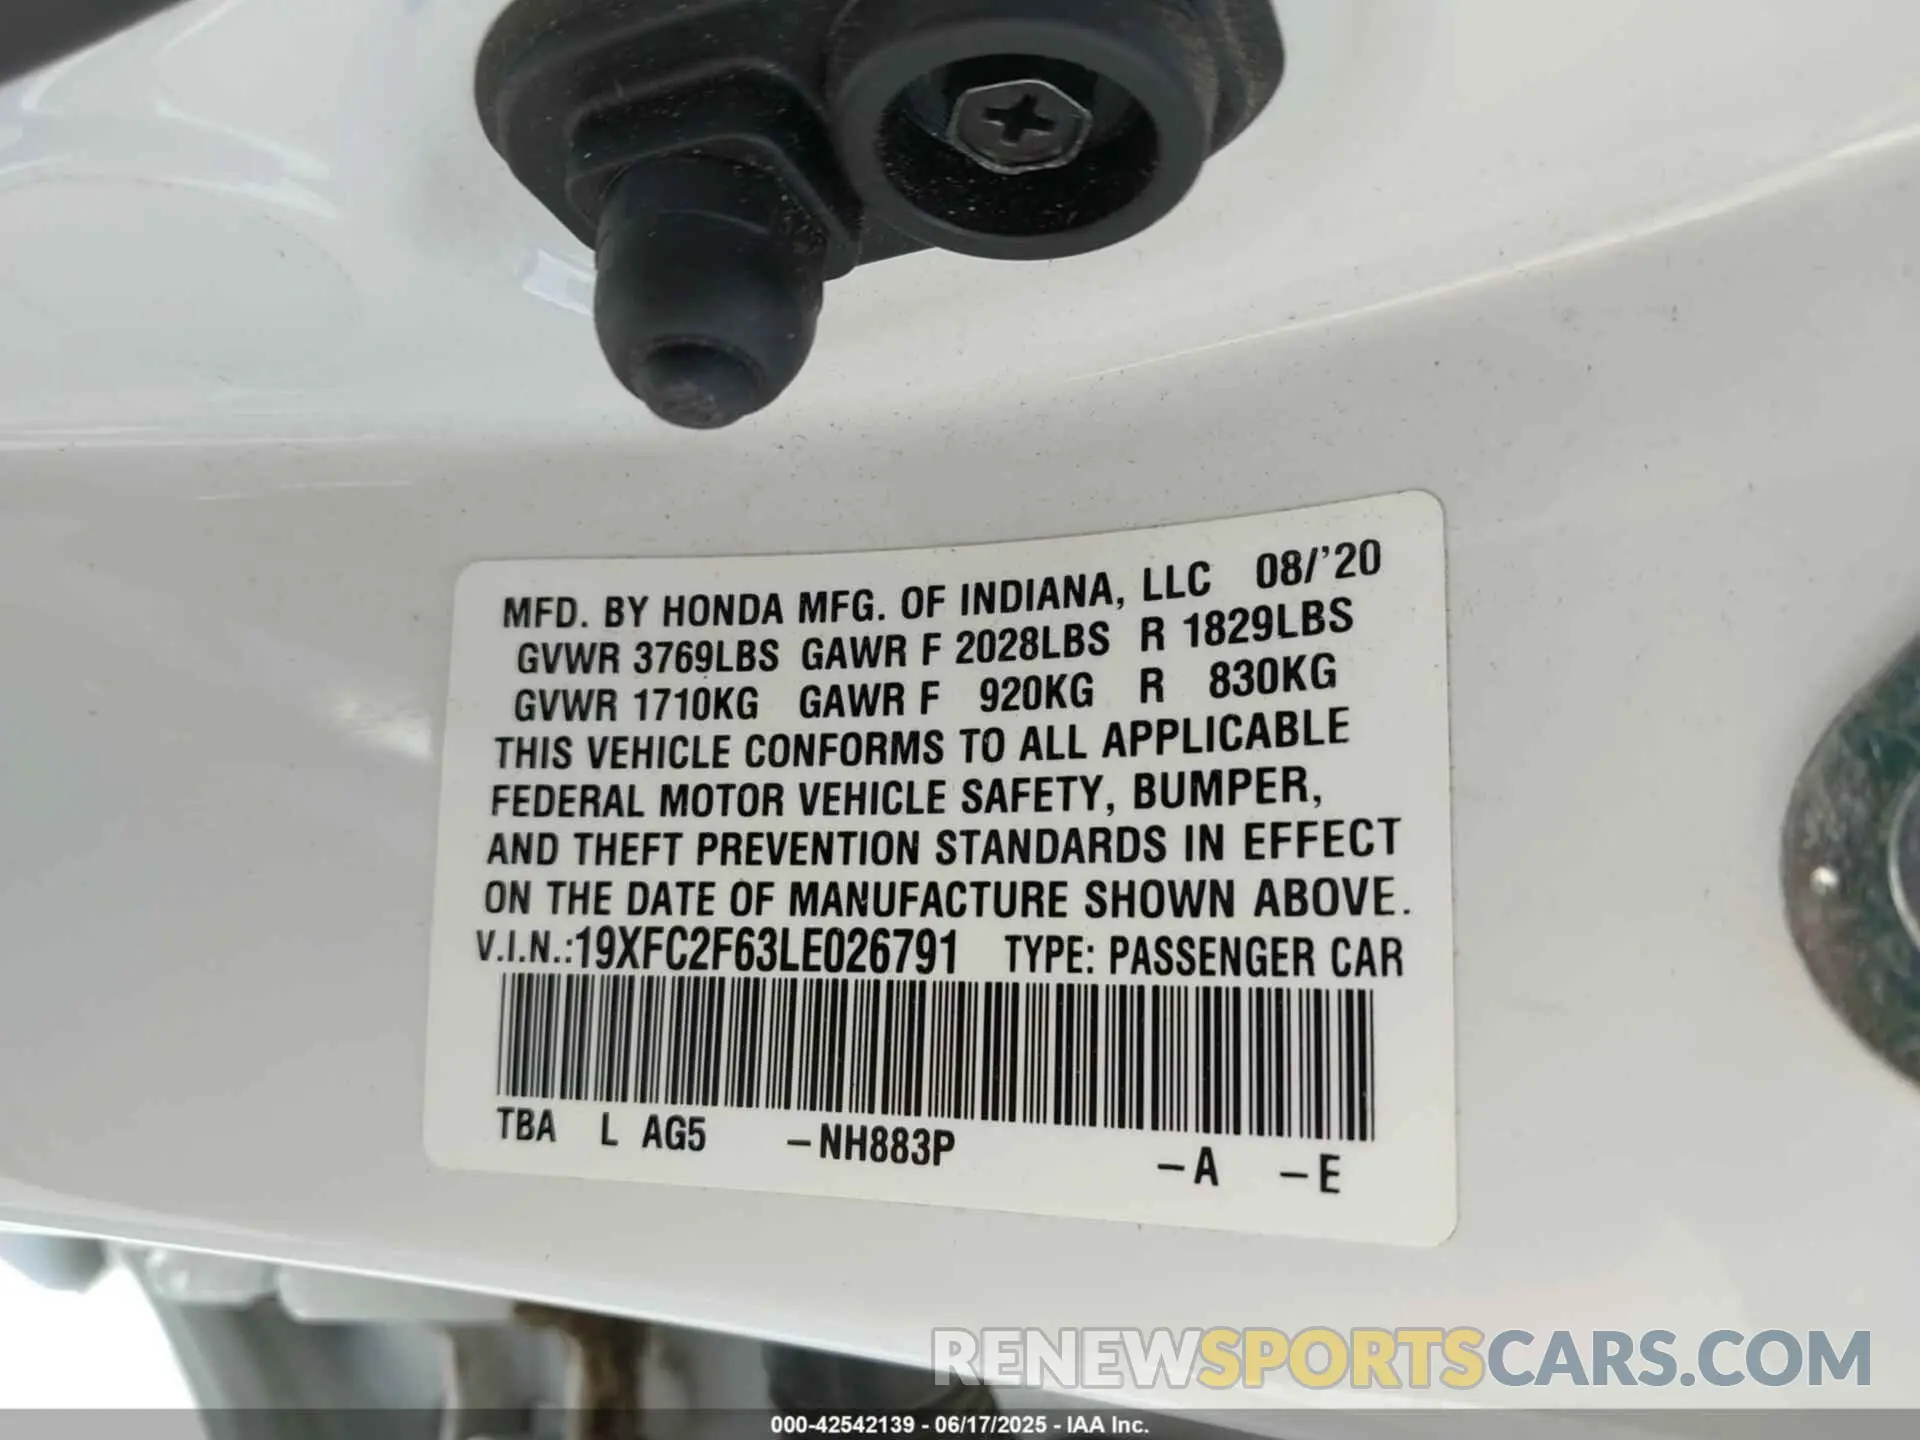 MFD. BY HONDA MFG. OF INDIANA, LLC 08/'20
GVWR 3769LBS GAWR F 2028LBS R 1829LBS
GVWR 1710KG GAWR F 920KG R 830KG
THIS VEHICLE CONFORMS TO ALL APPLICABLE
FEDERAL MOTOR VEHICLE SAFETY, BUMPER,
AND THEFT PREVENTION STANDARDS IN EFFECT
ON THE DATE OF MANUFACTURE SHOWN ABOVE.
V.I.N.:19XFC2F63LE026791 TYPE: PASSENGER CAR
TBA L AG5 –NH883P –A –E
RENEWSPORTSCARS.COM
000-42542139 - 06/17/2025 - IAA Inc.